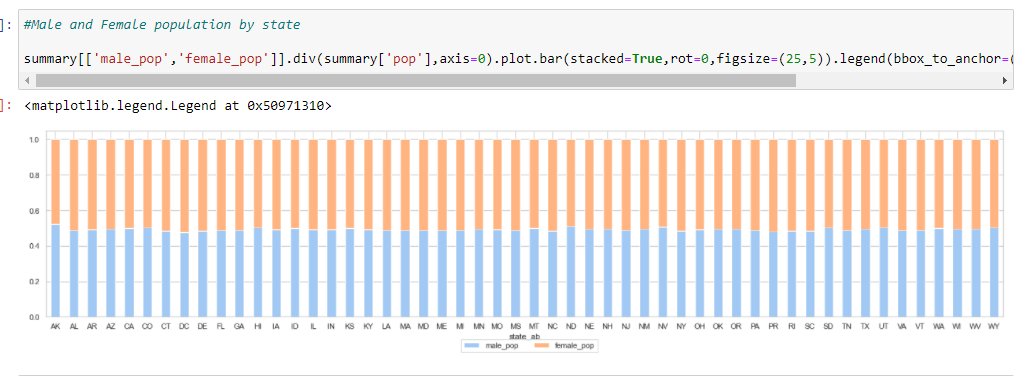 ]: #Male and Female population by state
summary[['male_pop','female_pop']].div(summary['pop'],axis=0).plot.bar(stacked=True,rot=0,figsize=(25,5)).legend(bbox_to_anchor=(
]: <matplotlib.legend.Legend at 0x50971310>
1.0
0.8
0.6
0.4
0.2
0.0
AK AL AR AZ CA CO CT DC DE FL GA HI IA ID IL IN KS KY LA MA MD ME MI MN MO MS MT NC ND NE NH NJ NM NV NY OH OK OR PA PR RI SC SD TN TX UT VA VT WA WI WV WY
state_ab
male_pop female_pop